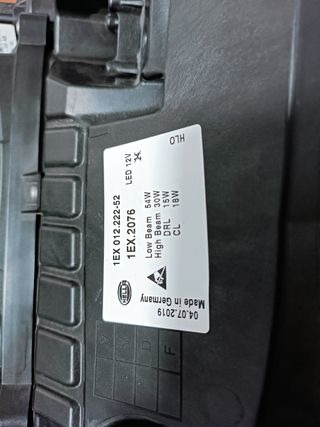 1EX 012.222-52
LED 12V
1EX.2076
HLO
Low Beam 54W
High Beam 30W
DRL 15W
CL 18W
HELLA
04.07.2019
Made in Germany
V
V
D
F